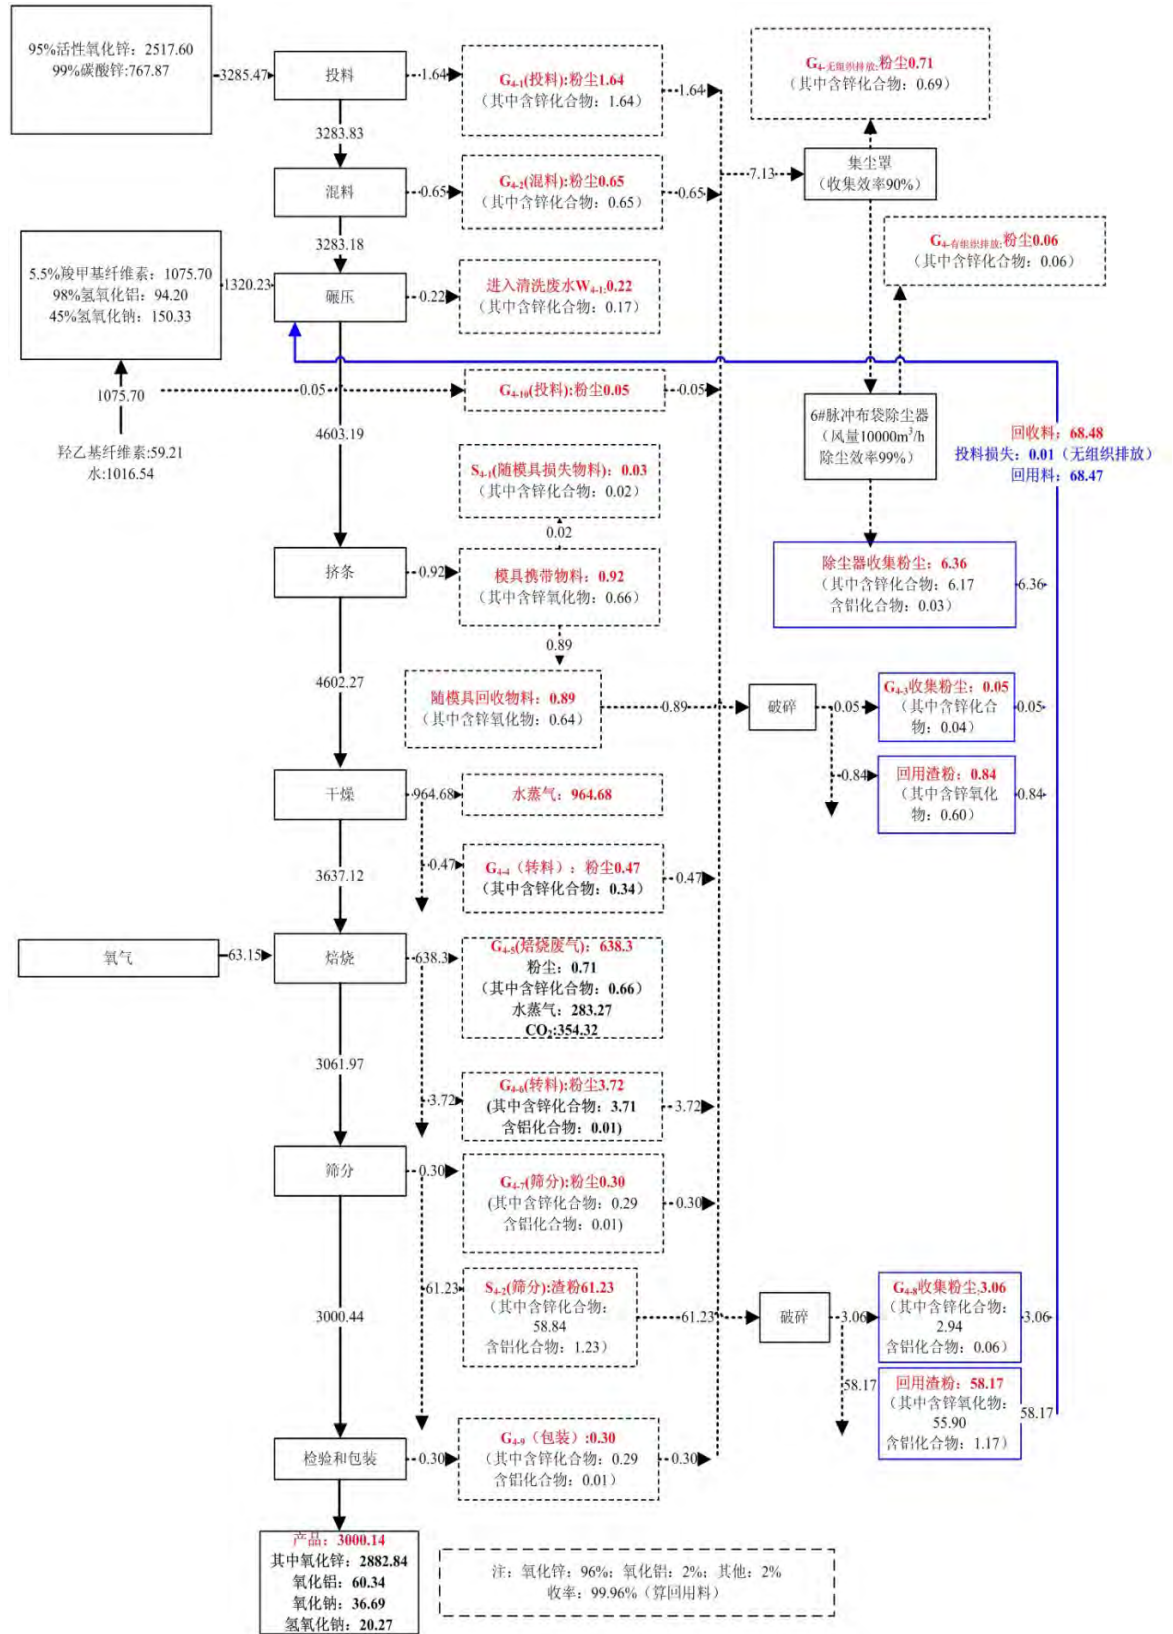 95%活性氧化锌：2517.60
99%碳酸锌:767.87
3285.47
投料
1.64
G4-1(投料):粉尘1.64
（其中含锌化合物：1.64）
1.64
G4-无组织排放:粉尘0.71
（其中含锌化合物：0.69）
3283.83
7.13
集尘罩
（收集效率90%）
混料
0.65
G4-2(混料):粉尘0.65
（其中含锌化合物：0.65）
0.65
3283.18
G4-有组织排放:粉尘0.06
（其中含锌化合物：0.06）
5.5%羧甲基纤维素：1075.70
98%氢氧化铝：94.20
45%氢氧化钠：150.33
1320.23
碾压
0.22
进入清洗废水W4-1:0.22
（其中含锌化合物：0.17）
1075.70
羟乙基纤维素:59.21
水:1016.54
0.05
G4-10(投料):粉尘0.05
0.05
4603.19
6#脉冲布袋除尘器
（风量10000m³/h
除尘效率99%）
回收料：68.48
投料损失：0.01（无组织排放）
回用料：68.47
S4-1(随模具损失物料)：0.03
（其中含锌化合物：0.02）
0.02
挤条
0.92
模具携带物料：0.92
（其中含锌氧化物：0.66）
0.89
除尘器收集粉尘：6.36
（其中含锌化合物：6.17
含铝化合物：0.03）
6.36
4602.27
随模具回收物料：0.89
（其中含锌氧化物：0.64）
0.89
破碎
0.05
G4-3收集粉尘：0.05
（其中含锌化合
物：0.04）
0.05
0.84
回用渣粉：0.84
（其中含锌氧化
物：0.60）
0.84
干燥
964.68
水蒸气：964.68
0.47
G4-4（转料）：粉尘0.47
（其中含锌化合物：0.34）
0.47
3637.12
氧气
63.15
焙烧
638.3
G4-5(焙烧废气)：638.3
粉尘：0.71
（其中含锌化合物：0.66）
水蒸气：283.27
CO₂:354.32
3061.97
3.72
G4-6(转料):粉尘3.72
(其中含锌化合物：3.71
含铝化合物：0.01)
3.72
筛分
0.30
G4-7(筛分):粉尘0.30
(其中含锌化合物：0.29
含铝化合物：0.01)
0.30
61.23
S4-2(筛分):渣粉61.23
（其中含锌化合物：
58.84
含铝化合物：1.23）
61.23
破碎
3.06
G4-8收集粉尘:3.06
（其中含锌化合物：
2.94
含铝化合物：0.06）
3.06
3000.44
58.17
回用渣粉：58.17
（其中含锌氧化物：
55.90
含铝化合物：1.17）
58.17
检验和包装
0.30
G4-9（包装）:0.30
（其中含锌化合物：0.29
含铝化合物：0.01）
0.30
产品：3000.14
其中氧化锌：2882.84
氧化铝：60.34
氧化钠：36.69
氢氧化钠：20.27
注：氧化锌：96%；氧化铝：2%；其他：2%
收率：99.96%（算回用料）